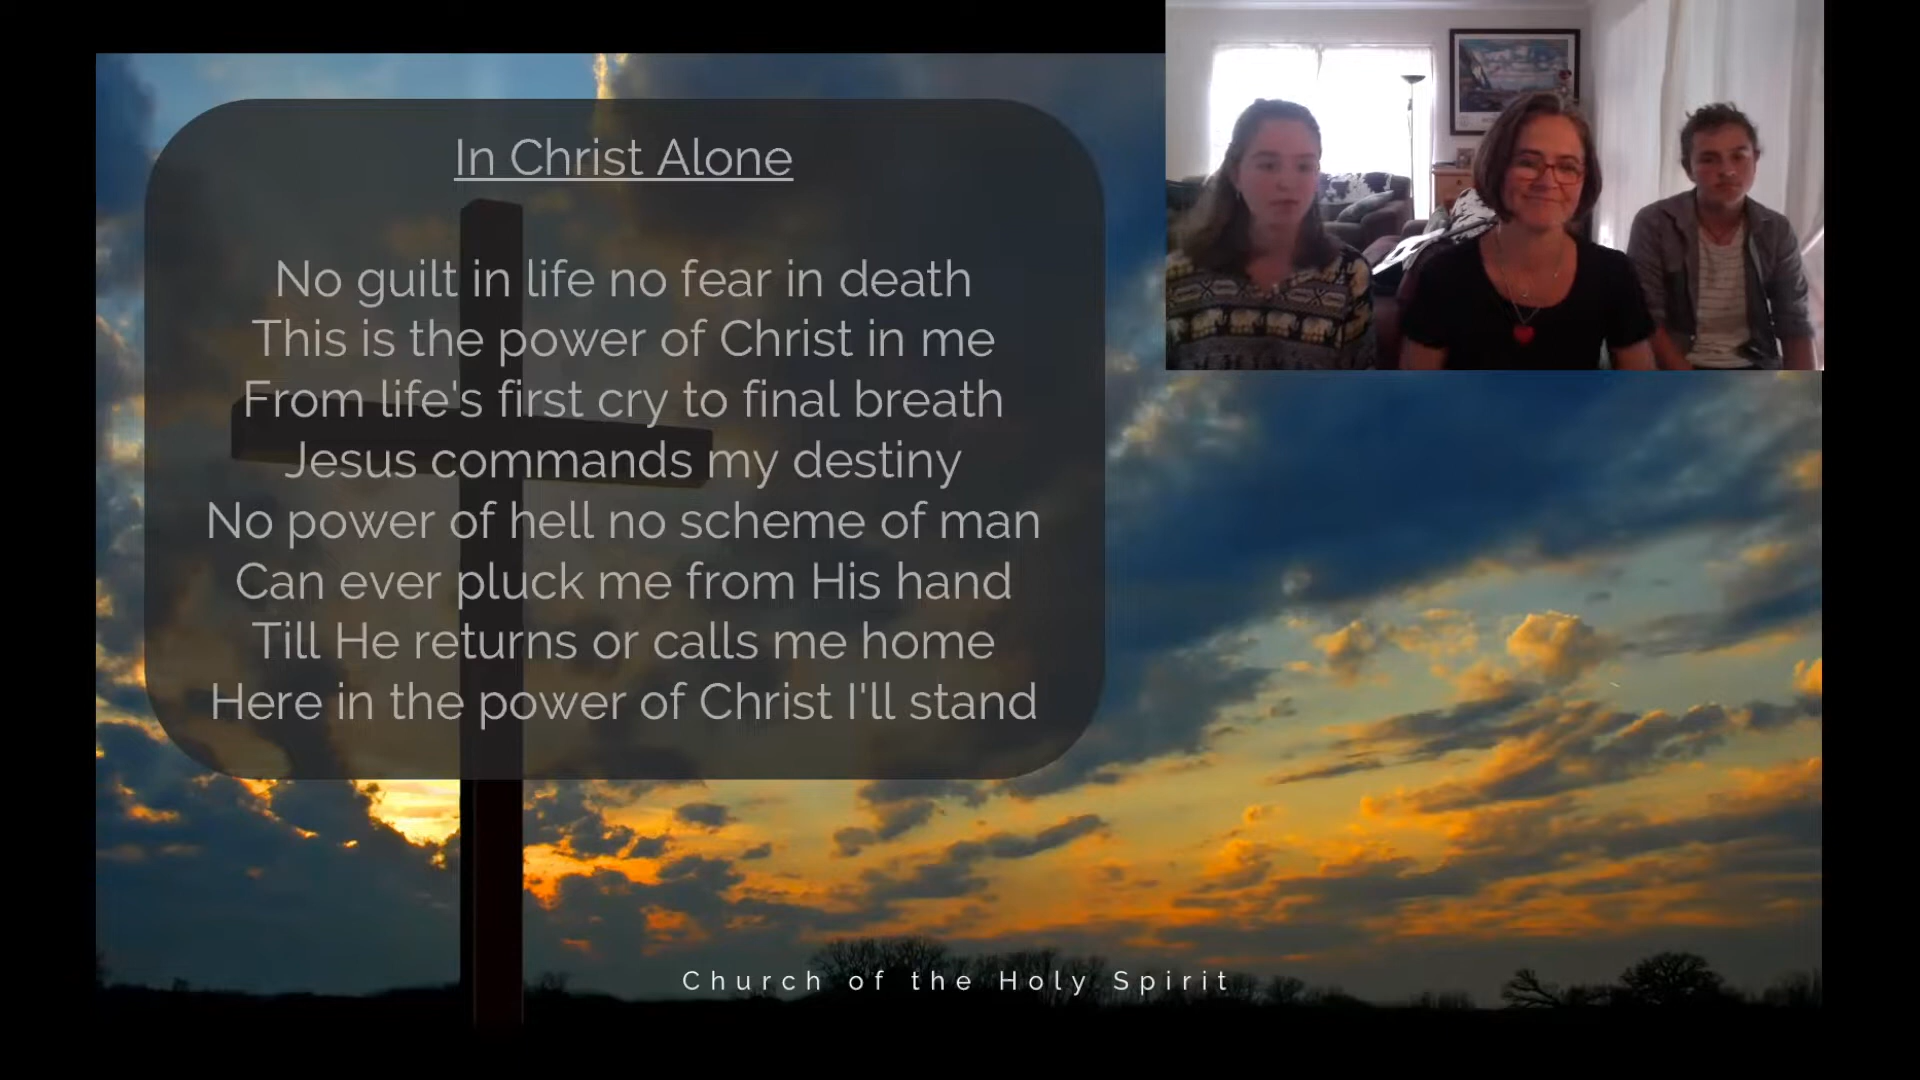 In Christ Alone
No guilt in life no fear in death
This is the power of Christ in me
From life's first cry to final breath
Jesus commands my destiny
No power of hell no scheme of man
Can ever pluck me from His hand
Till He returns or calls me home
Here in the power of Christ I'll stand
Church of the Holy Spirit